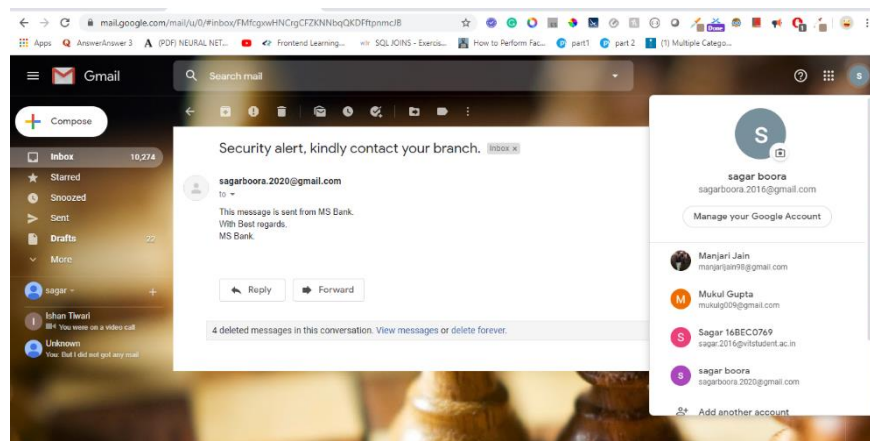 mail.google.com/mail/u/0/#inbox/FMfcgxwHNCrgCFZKNNbqQKDFftpnmcJB
Apps AnswerAnswer3 (PDF) NEURAL NET... Frontend Learning... SQL JOINS - Exercis... How to Perform Fac... part1 part 2 (1) Multiple Catego...
Done
Gmail
Search mail
S
Compose
Security alert, kindly contact your branch. Inbox x
Inbox 10,274
Starred
Snoozed
Sent
Drafts 22
More
sagar
Ishan Tiwari
You were on a video call
Unknown
You: But I did not got any mail
sagarboora.2020@gmail.com
to
This message is sent from MS Bank.
With Best regards,
MS Bank.
Reply Forward
4 deleted messages in this conversation. View messages or delete forever.
S
sagar boora
sagarboora.2016@gmail.com
Manage your Google Account
Manjari Jain
manjarijain98@gmail.com
M Mukul Gupta
mukulg009@gmail.com
S Sagar 16BEC0769
sagar.2016@vitstudent.ac.in
s sagar boora
sagarboora.2020@gmail.com
Add another account